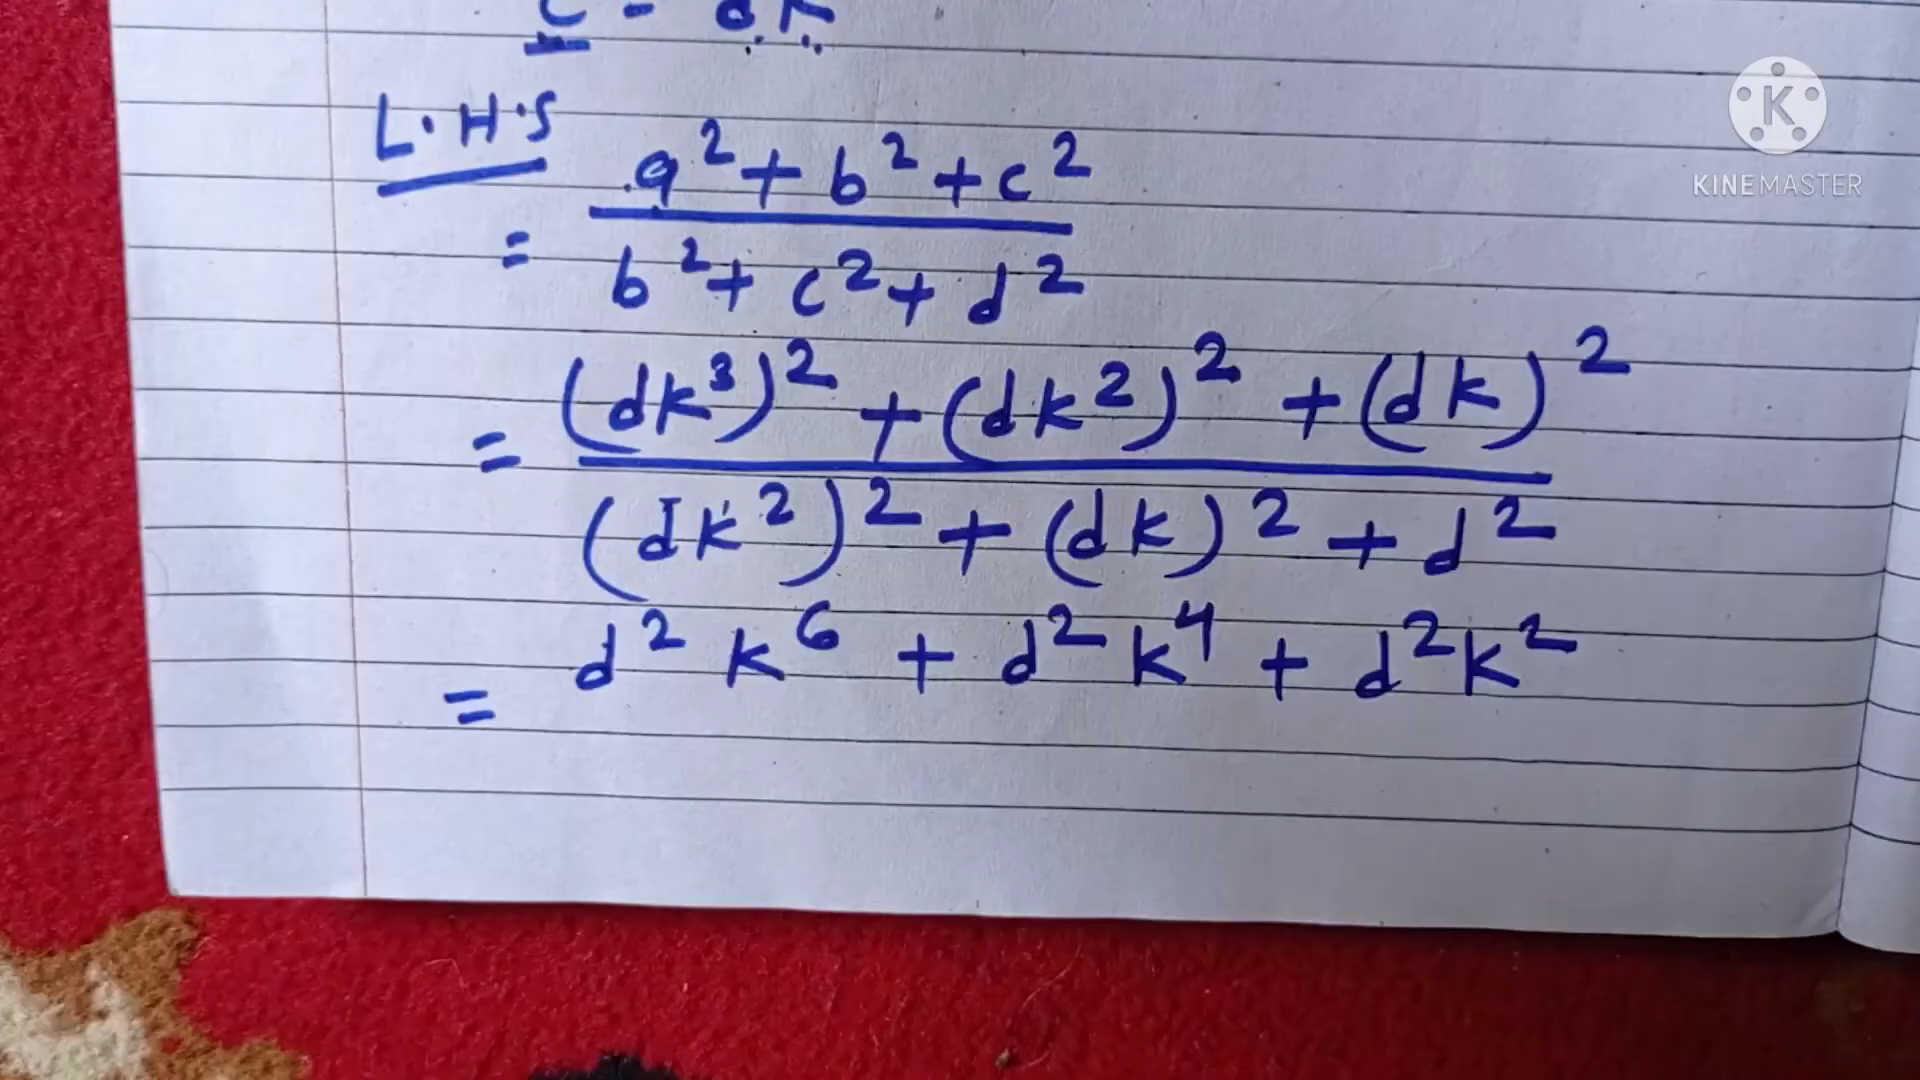 c = dk
L.H.S
= a²+b²+c² / b²+c²+d²
= (dk³)²+(dk²)²+(dk)² / (dk²)²+(dk)²+d²
= d²k⁶+d²k⁴+d²k²
KINEMASTER